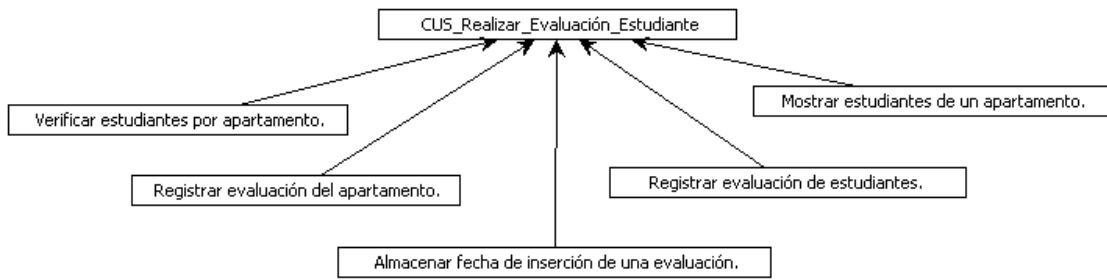 CUS_Realizar_Evaluación_Estudiante
Mostrar estudiantes de un apartamento.
Verificar estudiantes por apartamento.
Registrar evaluación del apartamento.
Registrar evaluación de estudiantes.
Almacenar fecha de inserción de una evaluación.